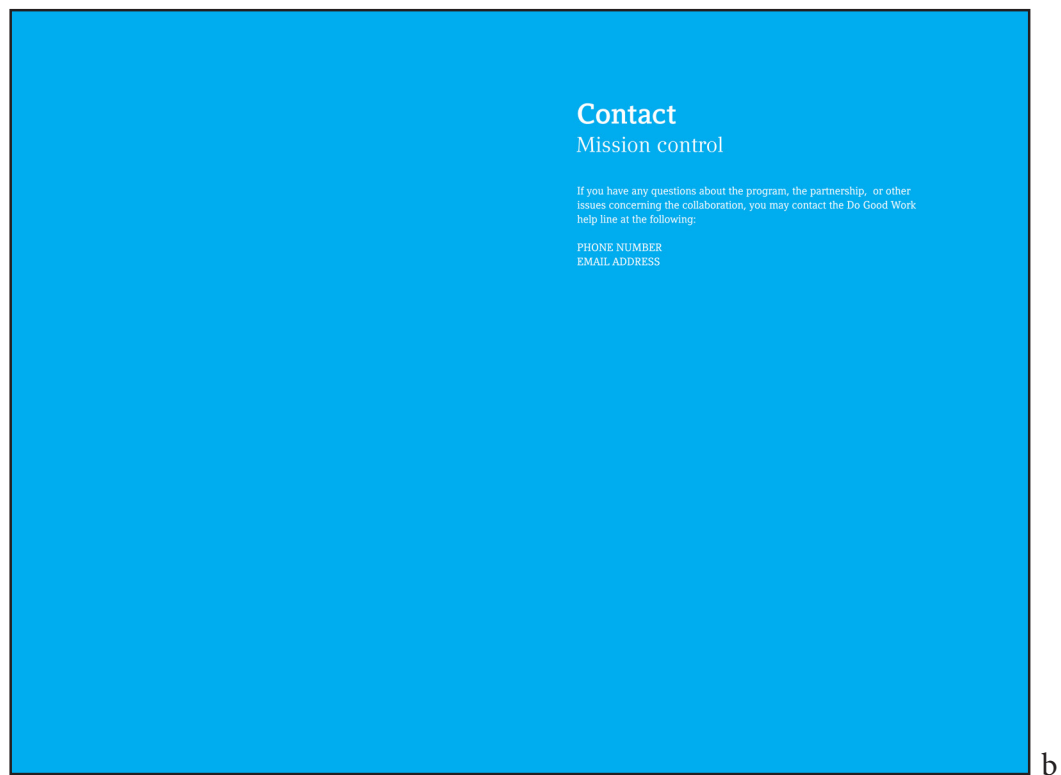 Contact
Mission control
If you have any questions about the program, the partnership,  or other
issues concerning the collaboration, you may contact the Do Good Work
help line at the following:
PHONE NUMBER
EMAIL ADDRESS
b